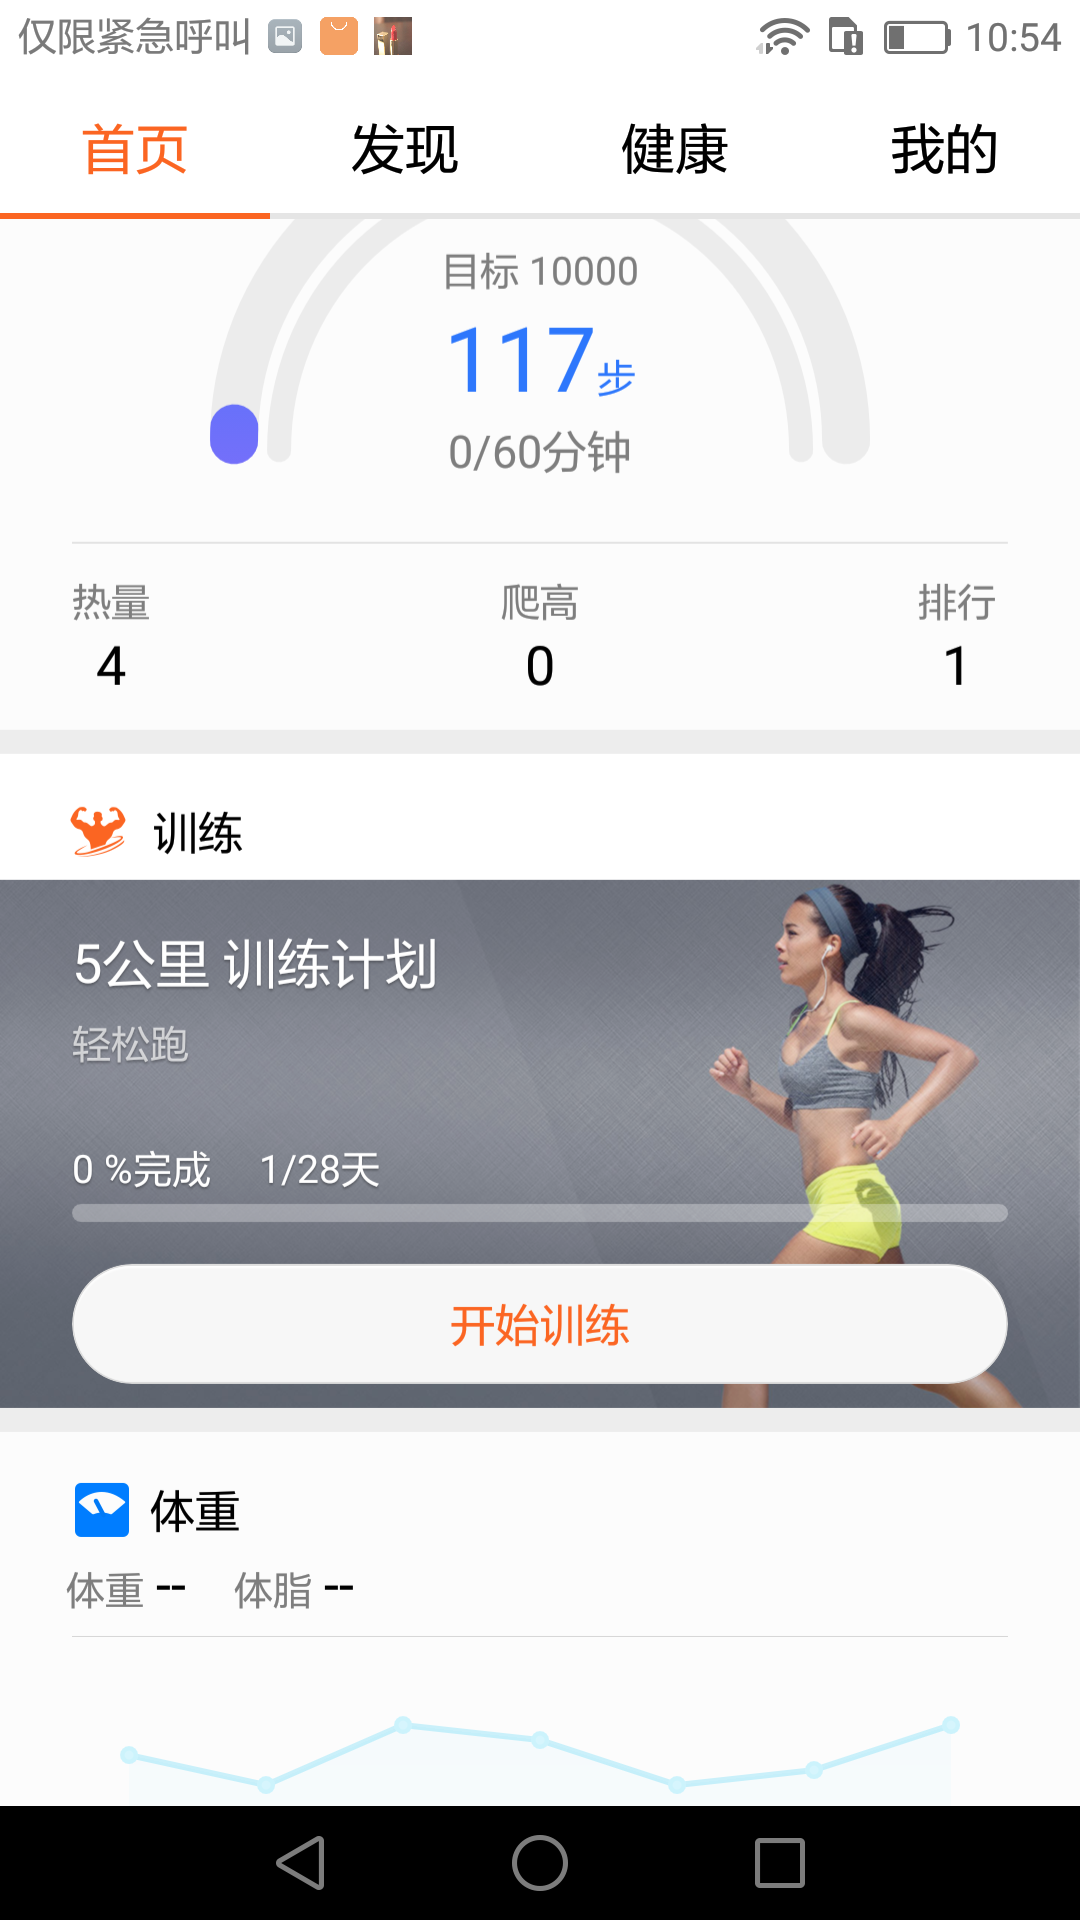 仅限紧急呼叫 10:54
首页 发现 健康 我的
目标 10000
117步
0/60分钟
热量 爬高 排行
4 0 1
训练
5公里 训练计划
轻松跑
0 %完成 1/28天
开始训练
体重
体重 -- 体脂 --